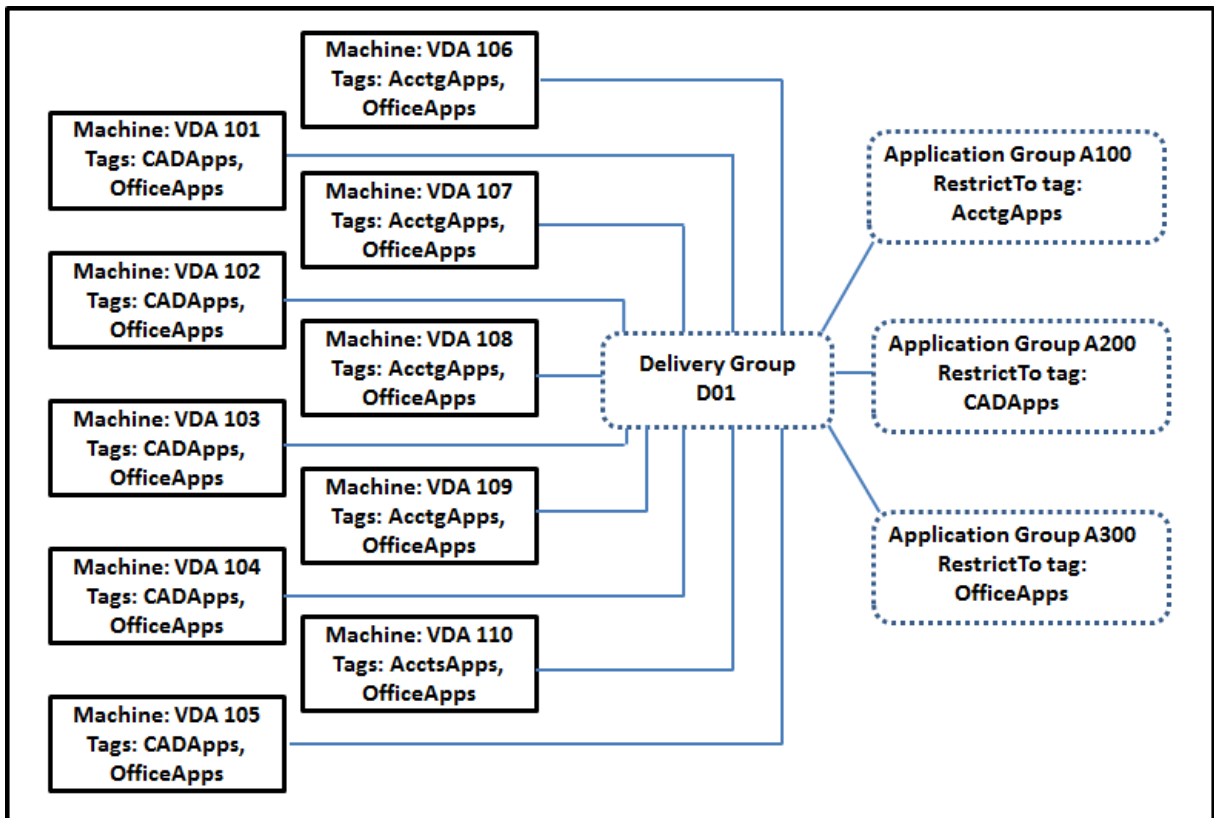 Machine: VDA 106
Tags: AcctgApps,
OfficeApps
Machine: VDA 101
Tags: CADApps,
OfficeApps
Machine: VDA 107
Tags: AcctgApps,
OfficeApps
Machine: VDA 102
Tags: CADApps,
OfficeApps
Machine: VDA 108
Tags: AcctgApps,
OfficeApps
Machine: VDA 103
Tags: CADApps,
OfficeApps
Machine: VDA 109
Tags: AcctgApps,
OfficeApps
Machine: VDA 104
Tags: CADApps,
OfficeApps
Machine: VDA 110
Tags: AcctsApps,
OfficeApps
Machine: VDA 105
Tags: CADApps,
OfficeApps
Delivery Group
D01
Application Group A100
RestrictTo tag:
AcctgApps
Application Group A200
RestrictTo tag:
CADApps
Application Group A300
RestrictTo tag:
OfficeApps